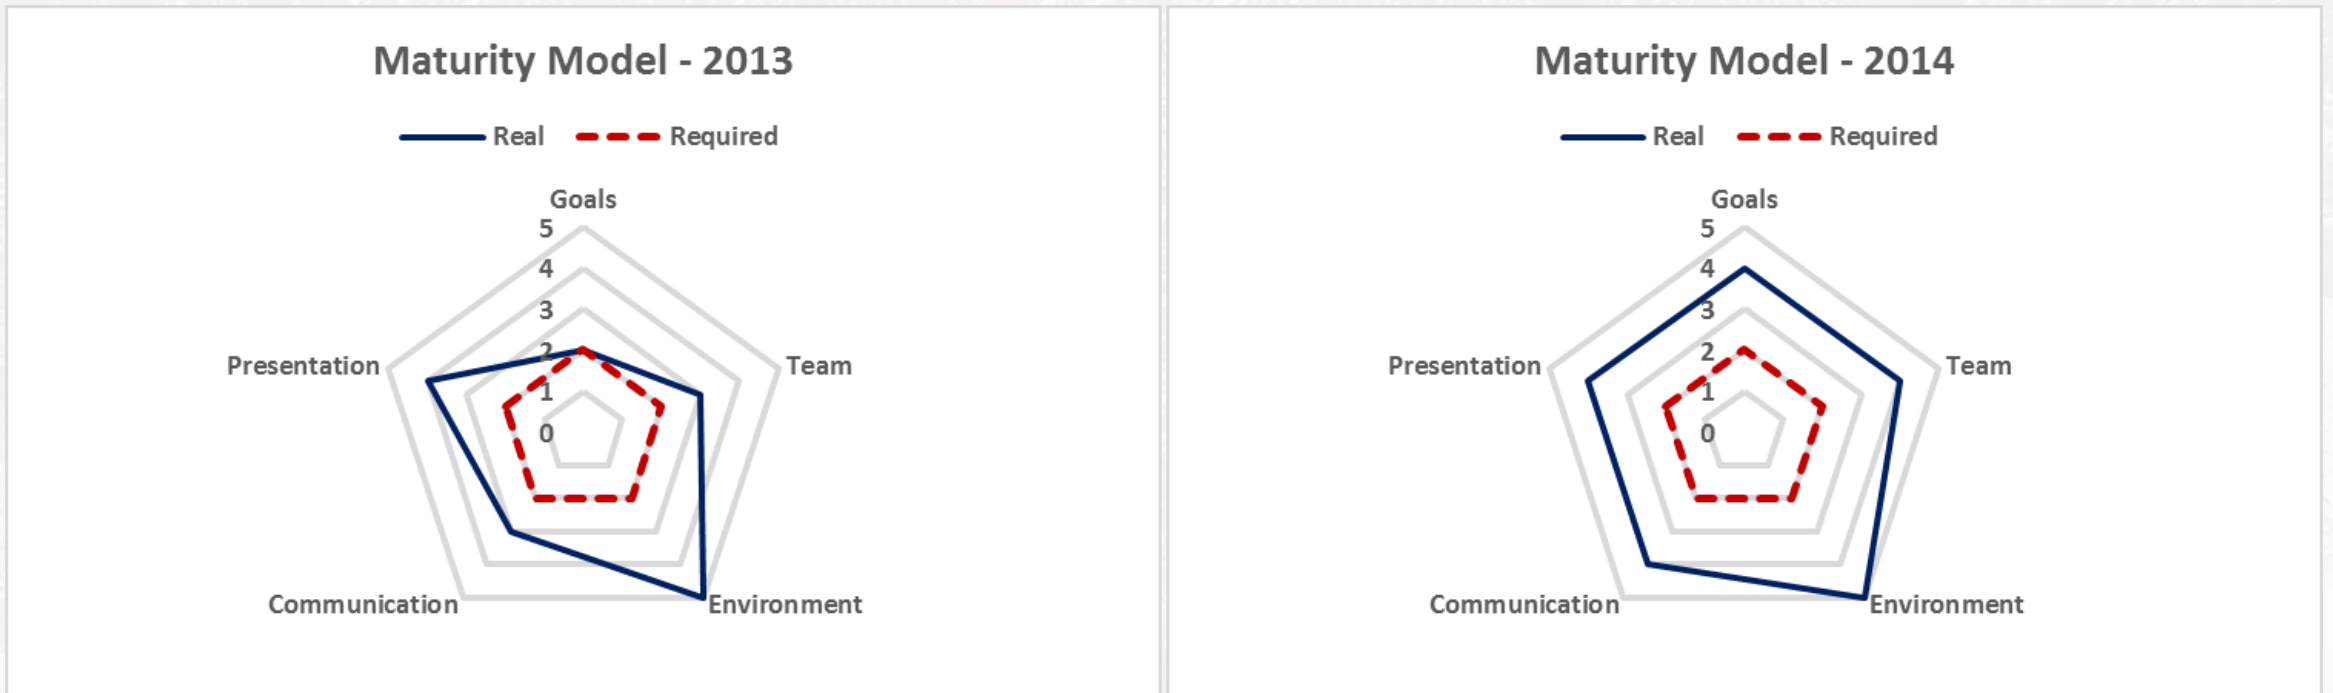 Maturity Model - 2013
Real Required
Goals
5
4
3
2
1
0
Presentation
Team
Communication
Environment
Maturity Model - 2014
Real Required
Goals
5
4
3
2
1
0
Presentation
Team
Communication
Environment